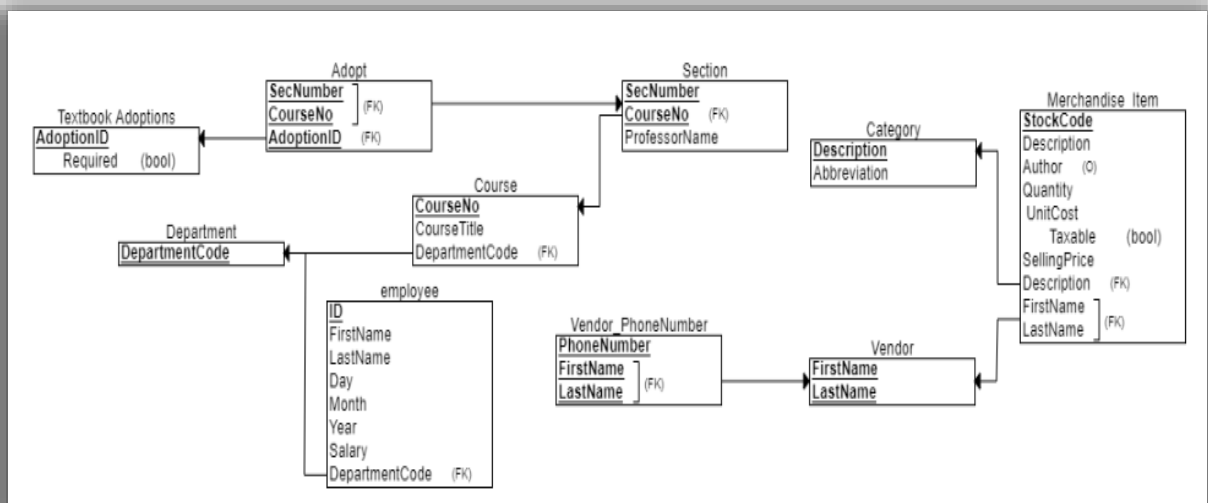 Adopt
SecNumber
CourseNo (FK)
AdoptionID (FK)
Section
SecNumber
CourseNo (FK)
ProfessorName
Textbook Adoptions
AdoptionID
Required (bool)
Category
Description
Abbreviation
Merchandise Item
StockCode
Description
Author (O)
Quantity
UnitCost
Taxable (bool)
SellingPrice
Description (FK)
FirstName
LastName (FK)
Course
CourseNo
CourseTitle
DepartmentCode (FK)
Department
DepartmentCode
employee
ID
FirstName
LastName
Day
Month
Year
Salary
DepartmentCode (FK)
Vendor_PhoneNumber
PhoneNumber
FirstName
LastName (FK)
Vendor
FirstName
LastName